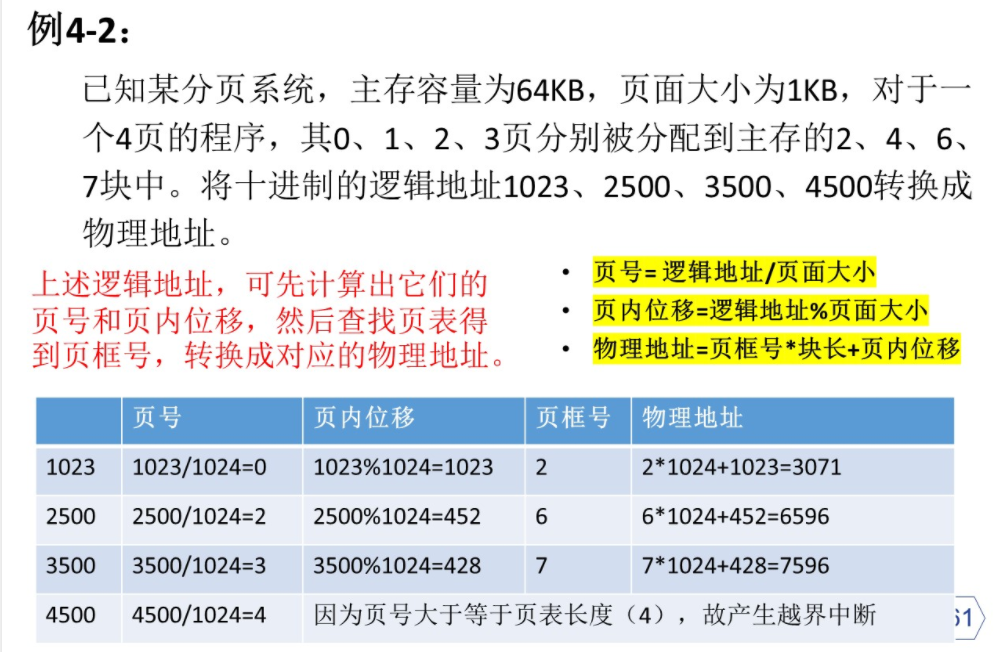 例4-2：
已知某分页系统，主存容量为64KB，页面大小为1KB，对于一
个4页的程序，其0、1、2、3页分别被分配到主存的2、4、6、
7块中。将十进制的逻辑地址1023、2500、3500、4500转换成
物理地址。
上述逻辑地址，可先计算出它们的
页号和页内位移，然后查找页表得
到页框号，转换成对应的物理地址。
• 页号= 逻辑地址/页面大小
• 页内位移=逻辑地址%页面大小
• 物理地址=页框号*块长+页内位移
页号 页内位移 页框号 物理地址
1023 1023/1024=0 1023%1024=1023 2 2*1024+1023=3071
2500 2500/1024=2 2500%1024=452 6 6*1024+452=6596
3500 3500/1024=3 3500%1024=428 7 7*1024+428=7596
4500 4500/1024=4 因为页号大于等于页表长度（4），故产生越界中断
61